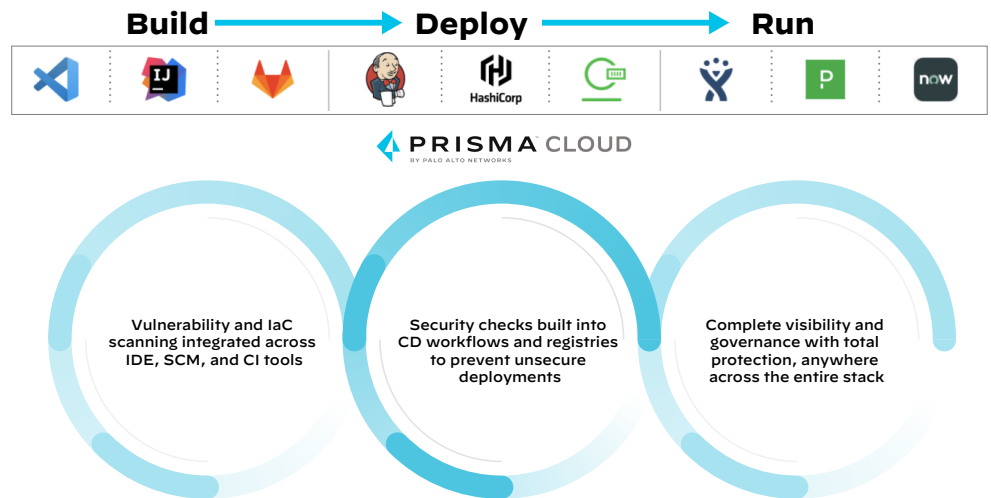 Build
Deploy
Run
IJ
HashiCorp
P
now
PRISMA CLOUD
BY PALO ALTO NETWORKS
Vulnerability and IaC
scanning integrated across
IDE, SCM, and CI tools
Security checks built into
CD workflows and registries
to prevent unsecure
deployments
Complete visibility and
governance with total
protection, anywhere
across the entire stack